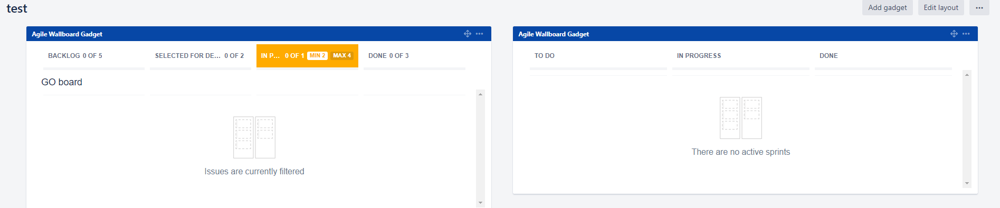 test
Add gadget
Edit layout
Agile Wallboard Gadget
BACKLOG 0 OF 5
SELECTED FOR DE... 0 OF 2
IN P... 0 OF 1 MIN 2 MAX 4
DONE 0 OF 3
GO board
Issues are currently filtered
Agile Wallboard Gadget
TO DO
IN PROGRESS
DONE
There are no active sprints